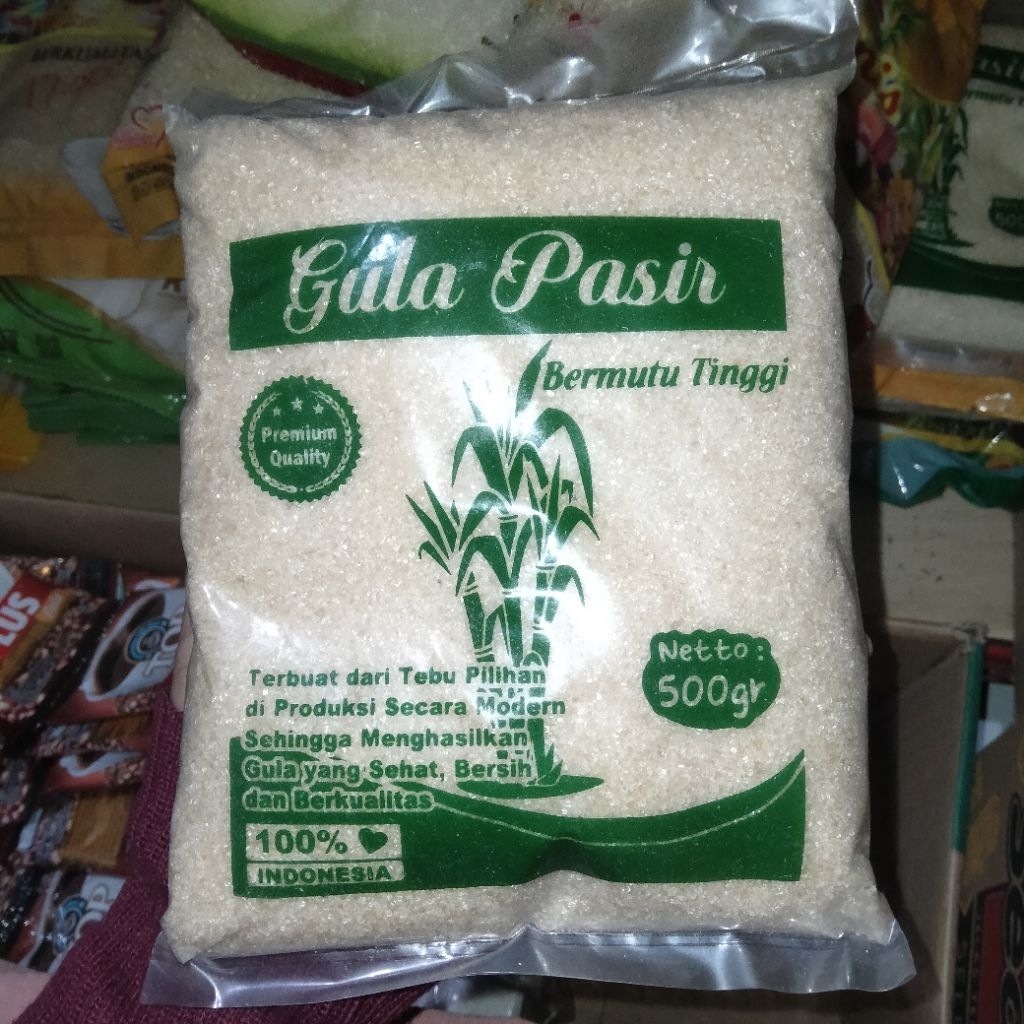 Gula Pasir
Bermutu Tinggi
Premium
Quality
Netto:
500gr
Terbuat dari Tebu Pilihan
di Produksi Secara Modern
Sehingga Menghasilkan
Gula yang Sehat, Bersih
dan Berkualitas
100%
INDONESIA
PLUS